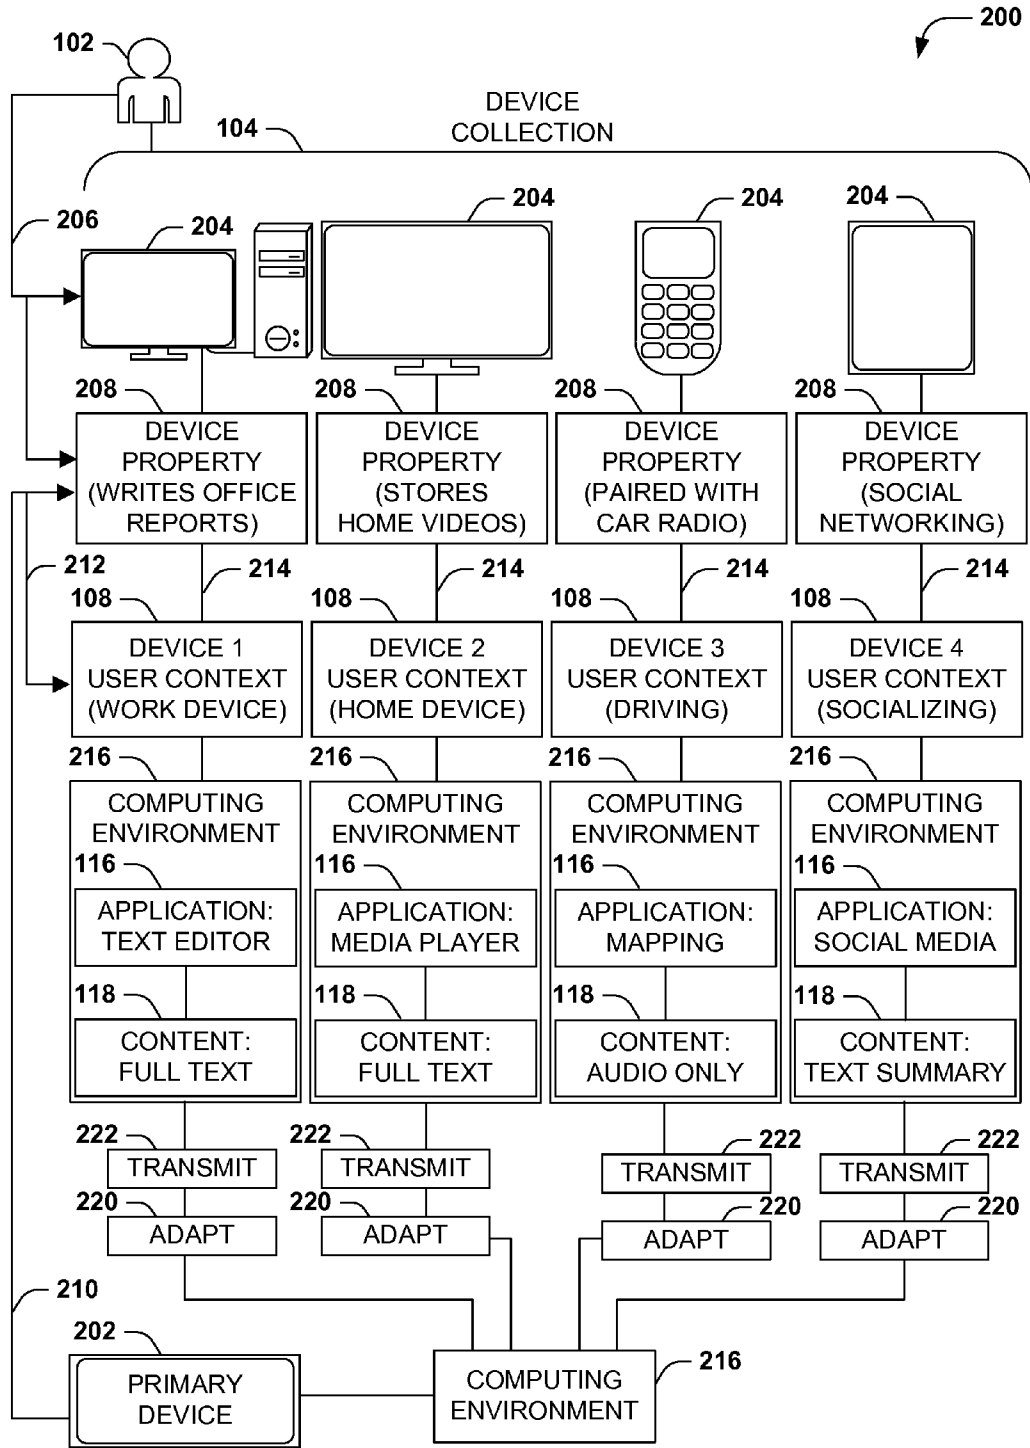 200
102
DEVICE
COLLECTION
104
206
204
204
204
204
208
208
208
208
DEVICE
PROPERTY
(WRITES OFFICE
REPORTS)
DEVICE
PROPERTY
(STORES
HOME VIDEOS)
DEVICE
PROPERTY
(PAIRED WITH
CAR RADIO)
DEVICE
PROPERTY
(SOCIAL
NETWORKING)
212
214
214
214
214
108
108
108
108
DEVICE 1
USER CONTEXT
(WORK DEVICE)
DEVICE 2
USER CONTEXT
(HOME DEVICE)
DEVICE 3
USER CONTEXT
(DRIVING)
DEVICE 4
USER CONTEXT
(SOCIALIZING)
216
216
216
216
COMPUTING
ENVIRONMENT
COMPUTING
ENVIRONMENT
COMPUTING
ENVIRONMENT
COMPUTING
ENVIRONMENT
116
116
116
116
APPLICATION:
TEXT EDITOR
APPLICATION:
MEDIA PLAYER
APPLICATION:
MAPPING
APPLICATION:
SOCIAL MEDIA
118
118
118
118
CONTENT:
FULL TEXT
CONTENT:
FULL TEXT
CONTENT:
AUDIO ONLY
CONTENT:
TEXT SUMMARY
222
222
222
222
TRANSMIT
TRANSMIT
TRANSMIT
TRANSMIT
220
220
220
220
ADAPT
ADAPT
ADAPT
ADAPT
210
202
PRIMARY
DEVICE
COMPUTING
ENVIRONMENT
216